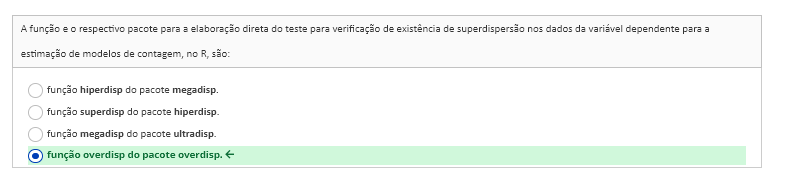 A função e o respectivo pacote para a elaboração direta do teste para verificação de existência de superdispersão nos dados da variável dependente para a
estimação de modelos de contagem, no R, são:
função hiperdisp do pacote megadisp.
função superdisp do pacote hiperdisp.
função megadisp do pacote ultradisp.
função overdisp do pacote overdisp. ←